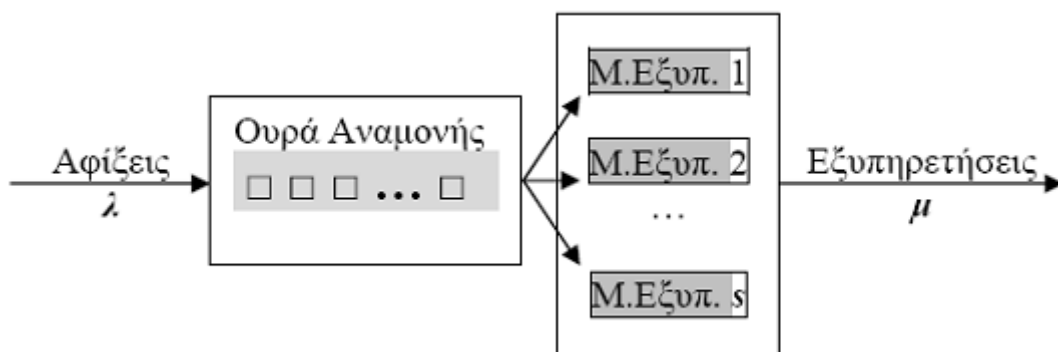 Αφίξεις
λ
Ουρά Αναμονής
...
Μ.Εξυπ. 1
Μ.Εξυπ. 2
...
Μ.Εξυπ. s
Εξυπηρετήσεις
μ